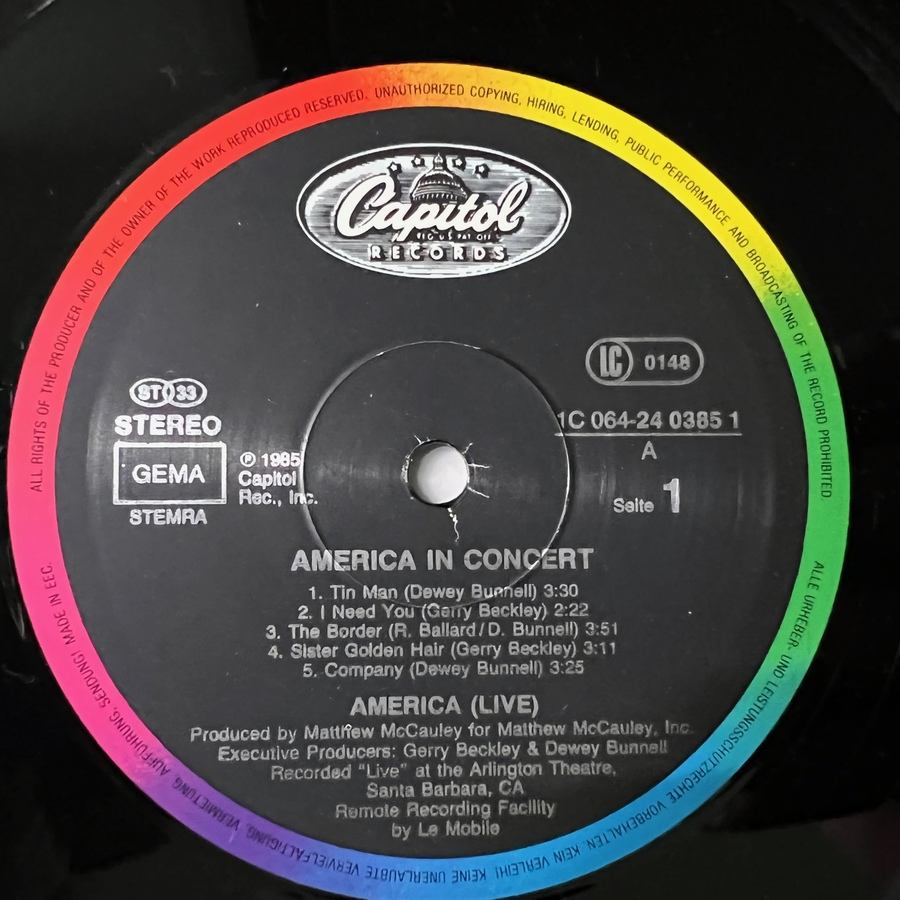 ALL RIGHTS OF THE PRODUCER AND OF THE OWNER OF THE WORK REPRODUCED RESERVED. UNAUTHORIZED COPYING, HIRING, LENDING, PUBLIC PERFORMANCE AND BROADCASTING OF THE RECORD PROHIBITED.
Capitol
REG. U.S. PAT. OFF.
RECORDS
LC 0148
ST 33
STEREO
GEMA
STEMRA
℗ 1985
Capitol
Rec., Inc.
1C 064-24 0385 1
A
Seite 1
AMERICA IN CONCERT
1. Tin Man (Dewey Bunnell) 3:30
2. I Need You (Gerry Beckley) 2:22
3. The Border (R. Ballard/D. Bunnell) 3:51
4. Sister Golden Hair (Gerry Beckley) 3:11
5. Company (Dewey Bunnell) 3:25
AMERICA (LIVE)
Produced by Matthew McCauley for Matthew McCauley, Inc.
Executive Producers: Gerry Beckley & Dewey Bunnell
Recorded "Live" at the Arlington Theatre,
Santa Barbara, CA
Remote Recording Facility
by Le Mobile
ALLE URHEBER- UND LEISTUNGSSCHUTZRECHTE VORBEHALTEN. KEIN VERLEIH! KEINE UNERLAUBTE VERVIELFÄLTIGUNG, VERMIETUNG, AUFFÜHRUNG, SENDUNG! MADE IN EEC.